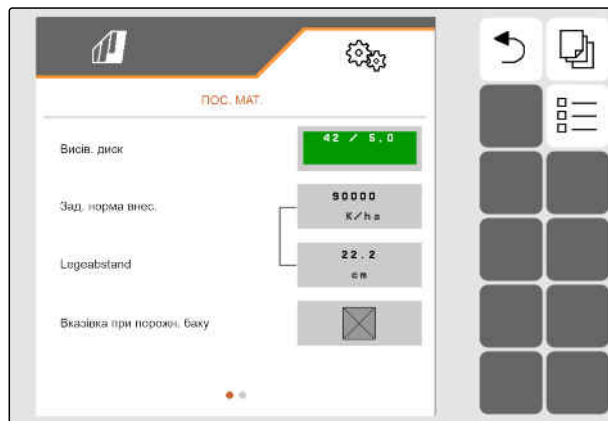 ПОС. МАТ.
Висів. диск
42 / 5,0
Зад. норма внес.
90000
K/ha
Legeabstand
22.2
cm
Вказівка при порожн. баку